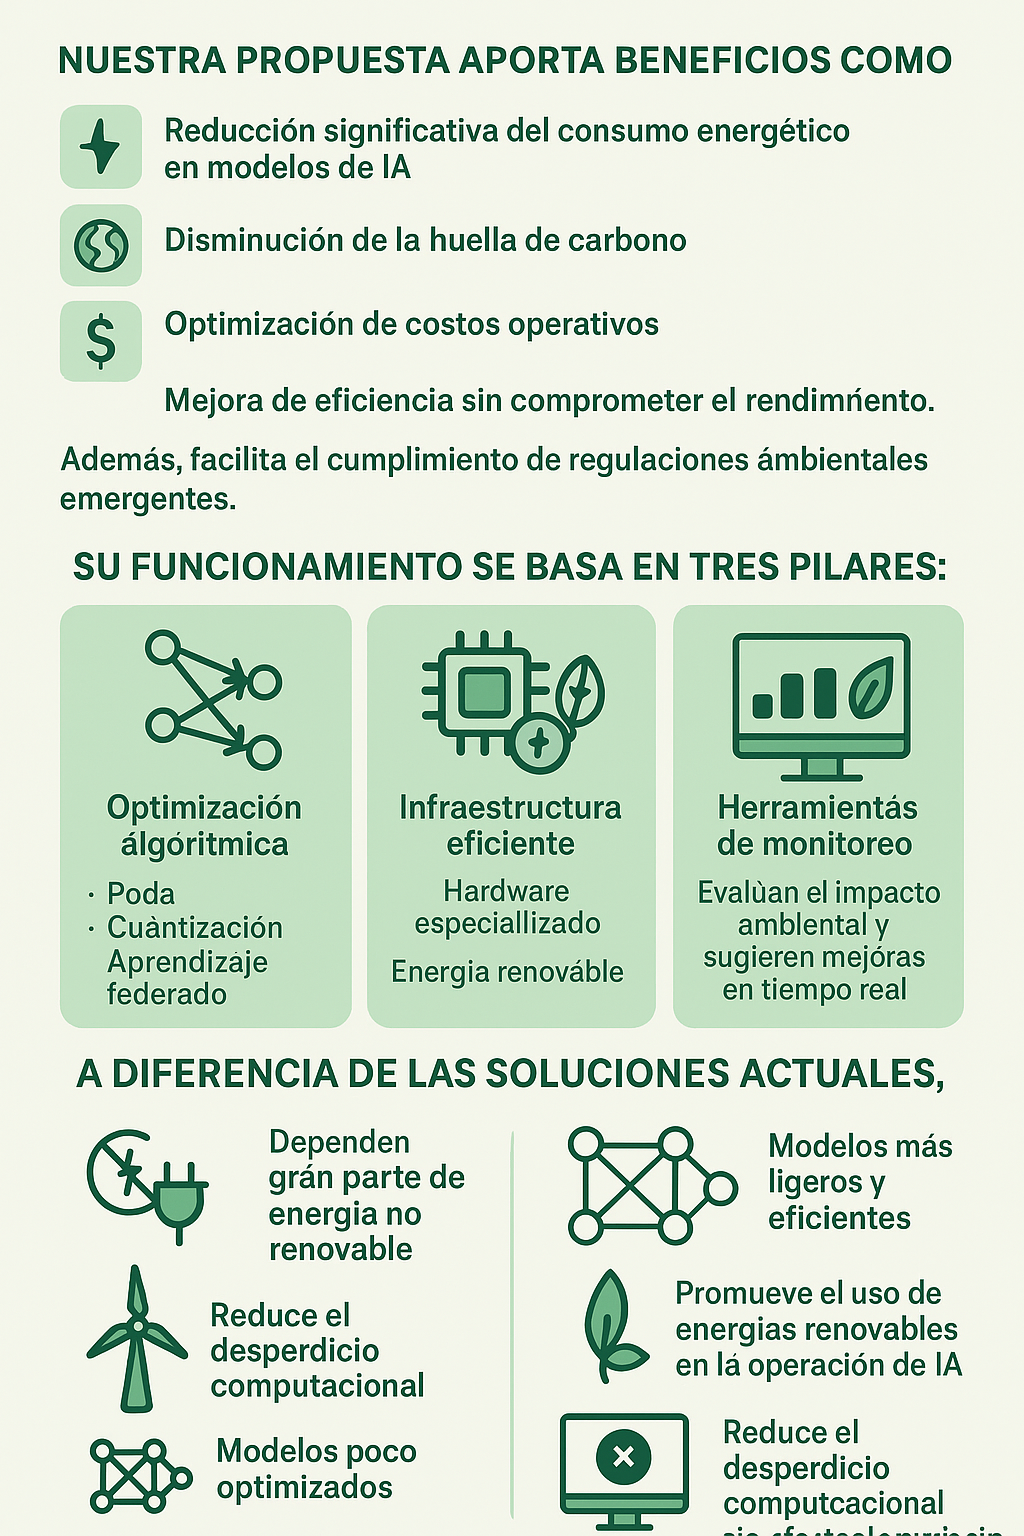 NUESTRA PROPUESTA APORTA BENEFICIOS COMO
Reducción significativa del consumo energético
en modelos de IA
Disminución de la huella de carbono
$
Optimización de costos operativos
Mejora de eficiencia sin comprometer el rendimńento.
Además, facilita el cumplimiento de regulaciones ámbientales
emergentes.
SU FUNCIONAMIENTO SE BASA EN TRES PILARES:
Optimización
álgóritmica
· Poda
· Cuàntización
Aprendizàje
federado
Infraestructura
eficiente
Hardware
especiallizado
Energia renováble
Herramientás
de monitoreo
Evalùan el impacto
amblental y
sugieren mejóras
en tiempo real
A DIFERENCIA DE LAS SOLUCIONES ACTUALES,
Dependen
grán parte de
energia no
renovable
Reduce el
desperdicio
computacional
Modelos poco
optimizados
Modelos más
ligeros y
eficientes
Promueve el uso de
energias renovables
en lá operación de IA
Reduce el
desperdicio
computcacional